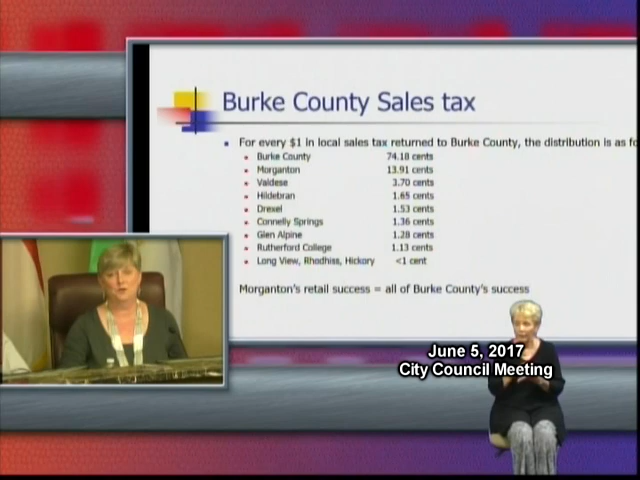 Burke County Sales tax
For every $1 in local sales tax returned to Burke County, the distribution is as fo
Burke County 74.18 cents
Morganton 13.91 cents
Valdese 3.70 cents
Hildebran 1.65 cents
Drexel 1.53 cents
Connelly Springs 1.36 cents
Glen Alpine 1.28 cents
Rutherford College 1.13 cents
Long View, Rhodhiss, Hickory <1 cent
Morganton's retail success = all of Burke County's success
June 5, 2017
City Council Meeting